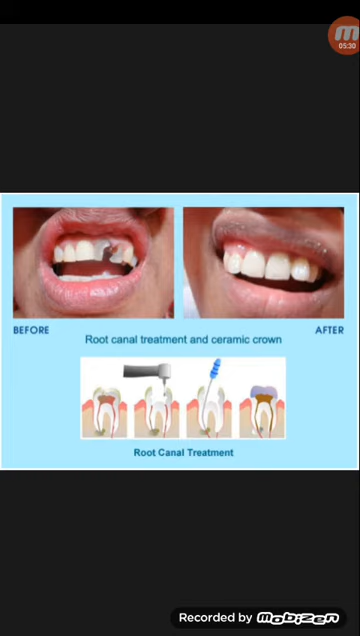 05:30
BEFORE
AFTER
Root canal treatment and ceramic crown
Root Canal Treatment
Recorded by
Mobizen